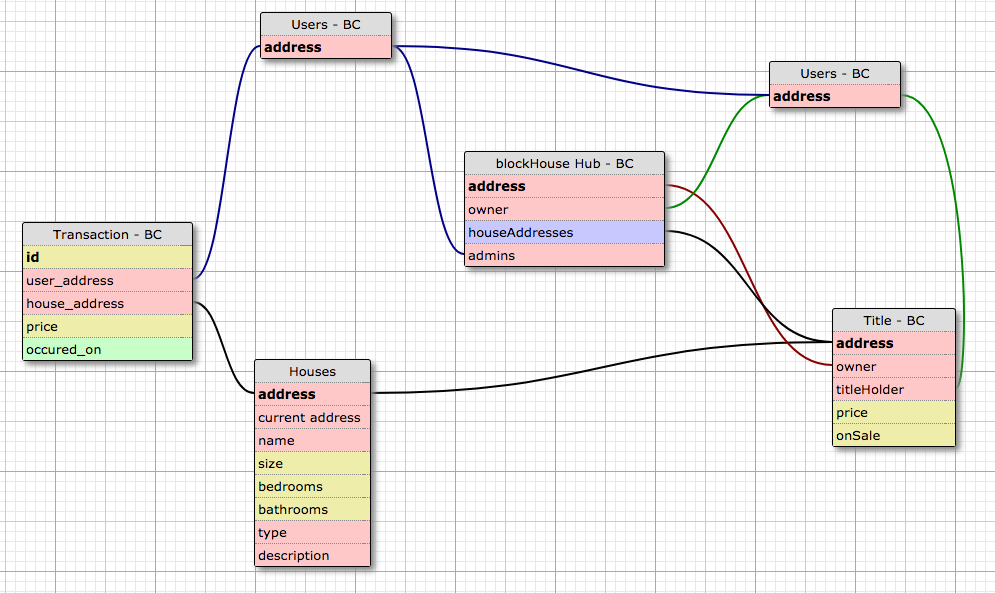 Users - BC
address
Users - BC
address
blockHouse Hub - BC
address
owner
houseAddresses
admins
Transaction - BC
id
user_address
house_address
price
occured_on
Title - BC
address
owner
titleHolder
price
onSale
Houses
address
current address
name
size
bedrooms
bathrooms
type
description